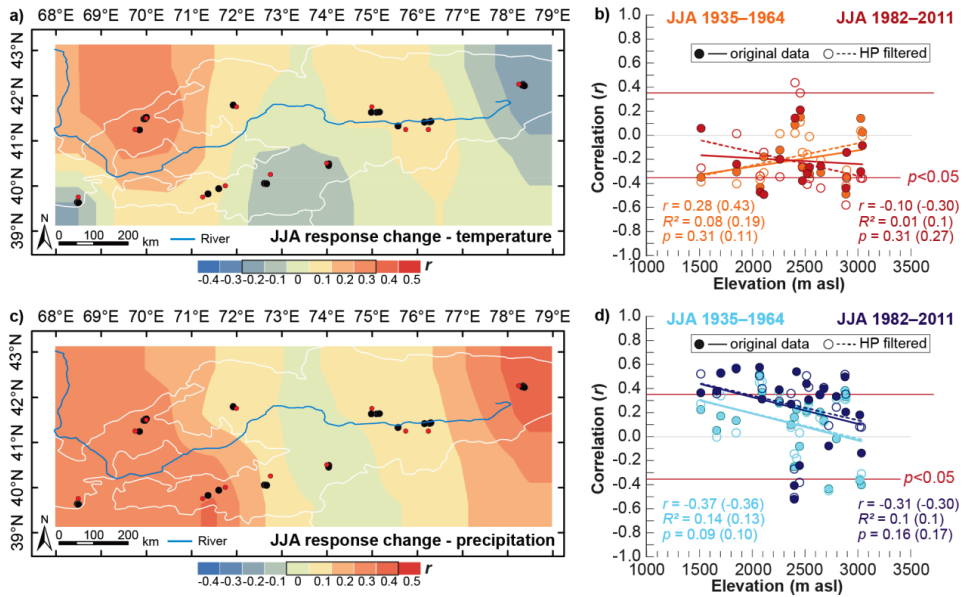 a) 68°E 69°E 70°E 71°E 72°E 73°E 74°E 75°E 76°E 77°E 78°E 79°E
43°N
42°N
41°N
40°N
39°N
N
0 100 200
km
River
JJA response change - temperature
-0.4 -0.3 -0.2 -0.1 0 0.1 0.2 0.3 0.4 0.5
r
b)
JJA 1935–1964 JJA 1982–2011
original data HP filtered
Correlation (r)
1.0
0.8
0.6
0.4
0.2
0.0
-0.2
-0.4
-0.6
-0.8
-1.0
p<0.05
r = 0.28 (0.43)
R² = 0.08 (0.19)
p = 0.31 (0.11)
r = -0.10 (-0.30)
R² = 0.01 (0.1)
p = 0.31 (0.27)
1000 1500 2000 2500 3000 3500
Elevation (m asl)
c) 68°E 69°E 70°E 71°E 72°E 73°E 74°E 75°E 76°E 77°E 78°E 79°E
43°N
42°N
41°N
40°N
39°N
N
0 100 200
km
River
JJA response change - precipitation
-0.4 -0.3 -0.2 -0.1 0 0.1 0.2 0.3 0.4 0.5
r
d)
JJA 1935–1964 JJA 1982–2011
original data HP filtered
Correlation (r)
1.0
0.8
0.6
0.4
0.2
0.0
-0.2
-0.4
-0.6
-0.8
-1.0
p<0.05
r = -0.37 (-0.36)
R² = 0.14 (0.13)
p = 0.09 (0.10)
r = -0.31 (-0.30)
R² = 0.1 (0.1)
p = 0.16 (0.17)
1000 1500 2000 2500 3000 3500
Elevation (m asl)